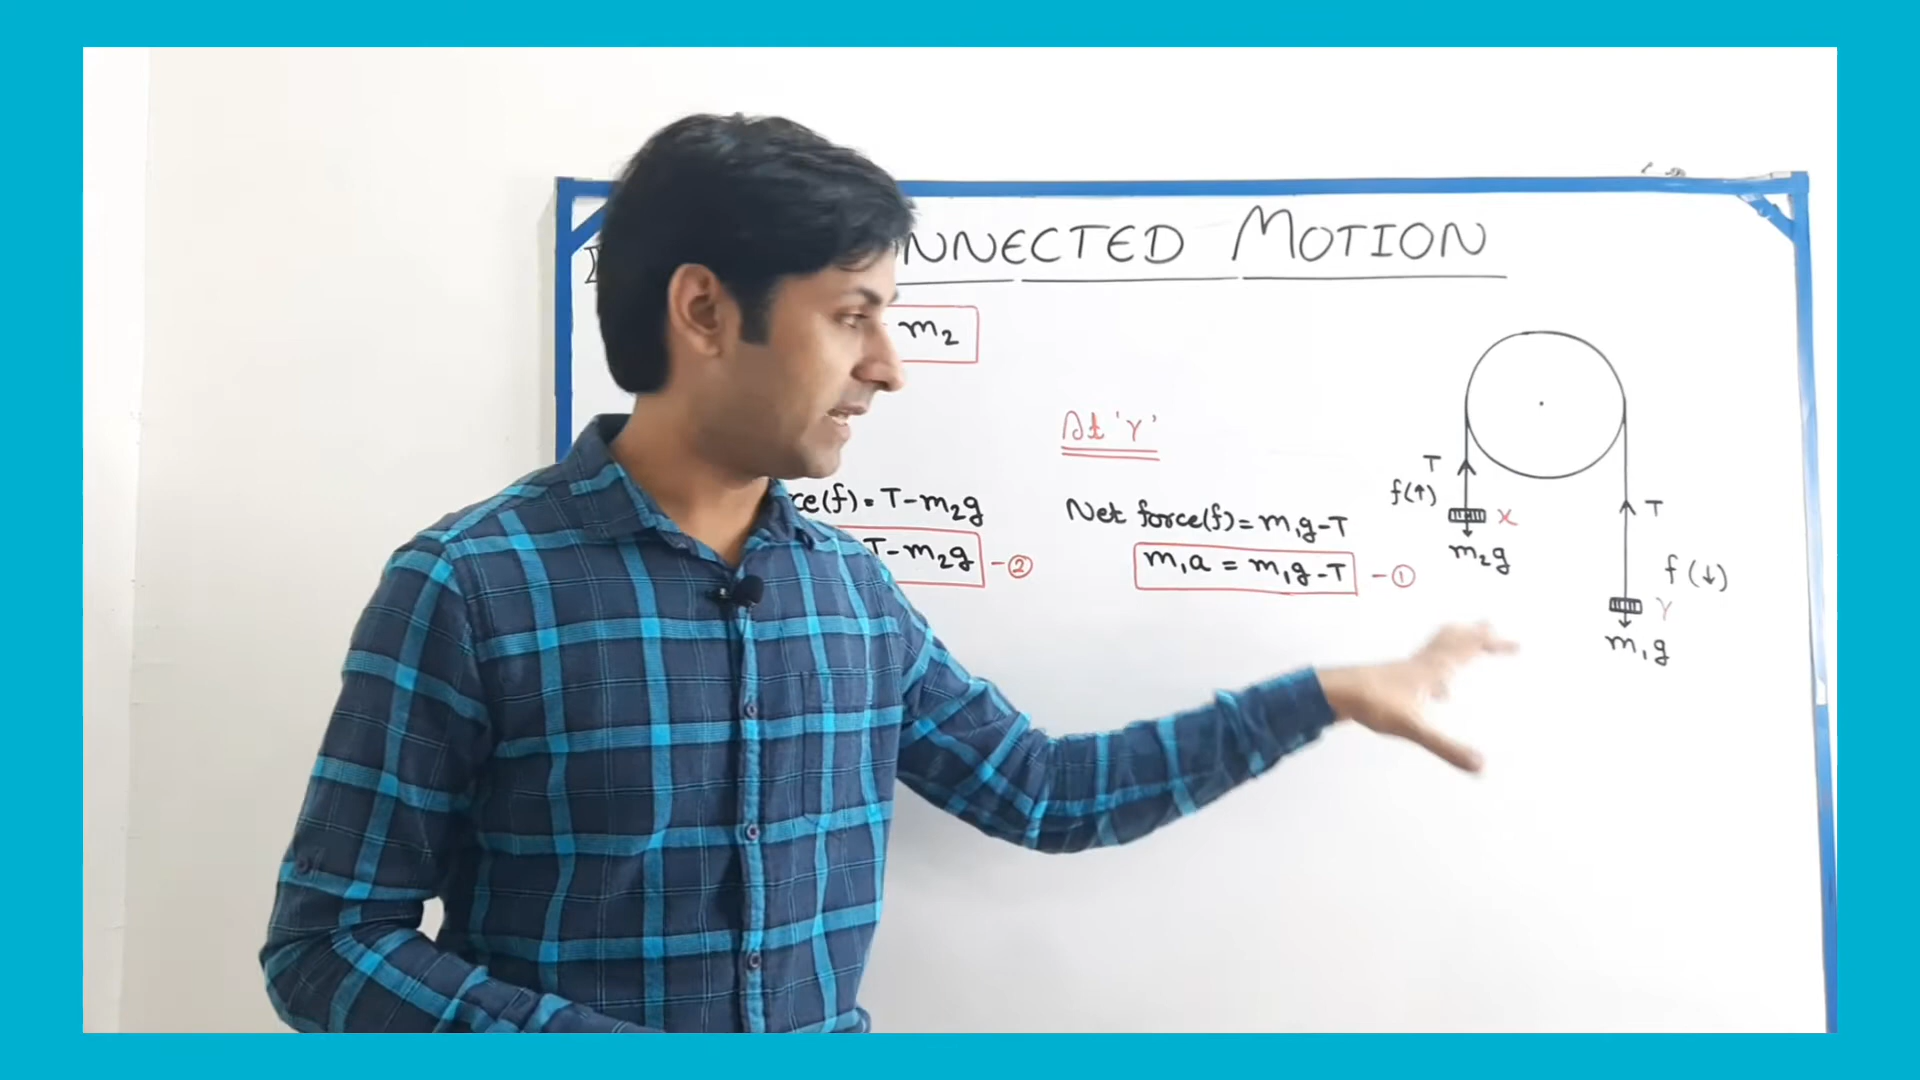 NNECTED MOTION
m₂
At 'Y'
ce(f) = T-m₂g
T-m₂g -②
Net force(f) = m₁g-T
m₁a = m₁g-T -①
T
f(↑)
X
m₂g
T
f(↓)
Y
m₁g